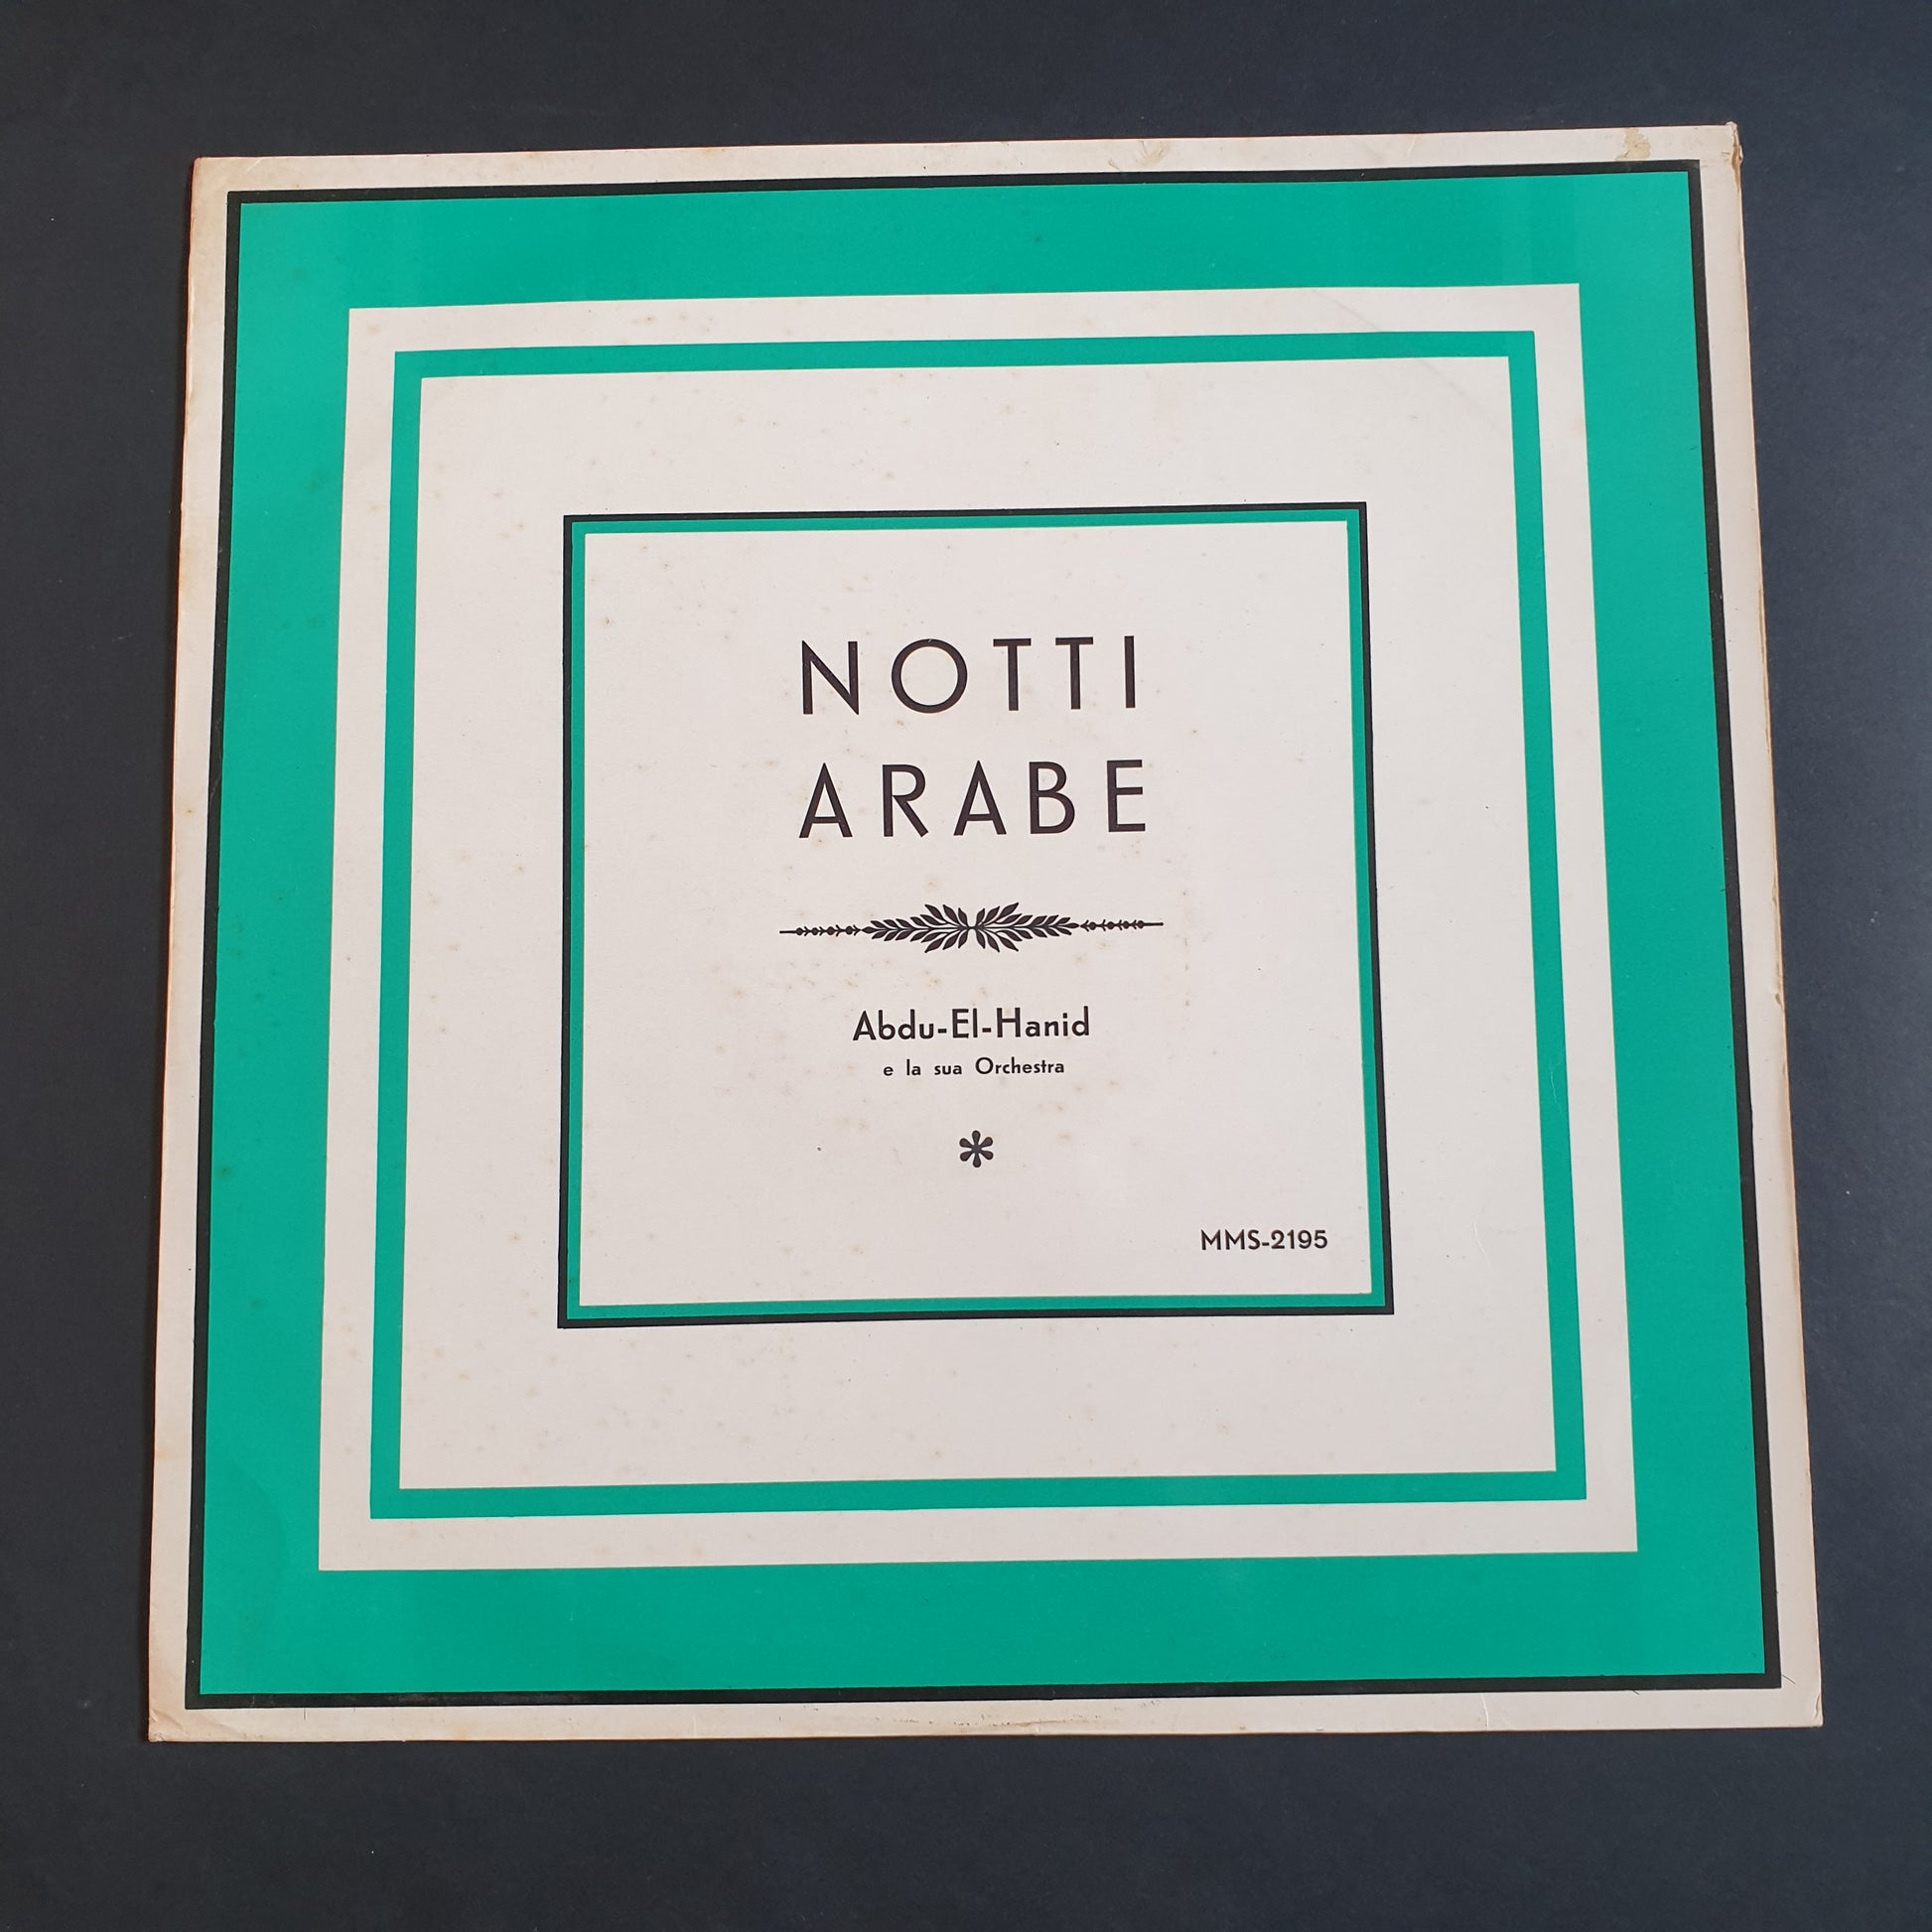 NOTTI
ARABE
Abdu-El-Hanid
e la sua Orchestra
*
MMS-2195